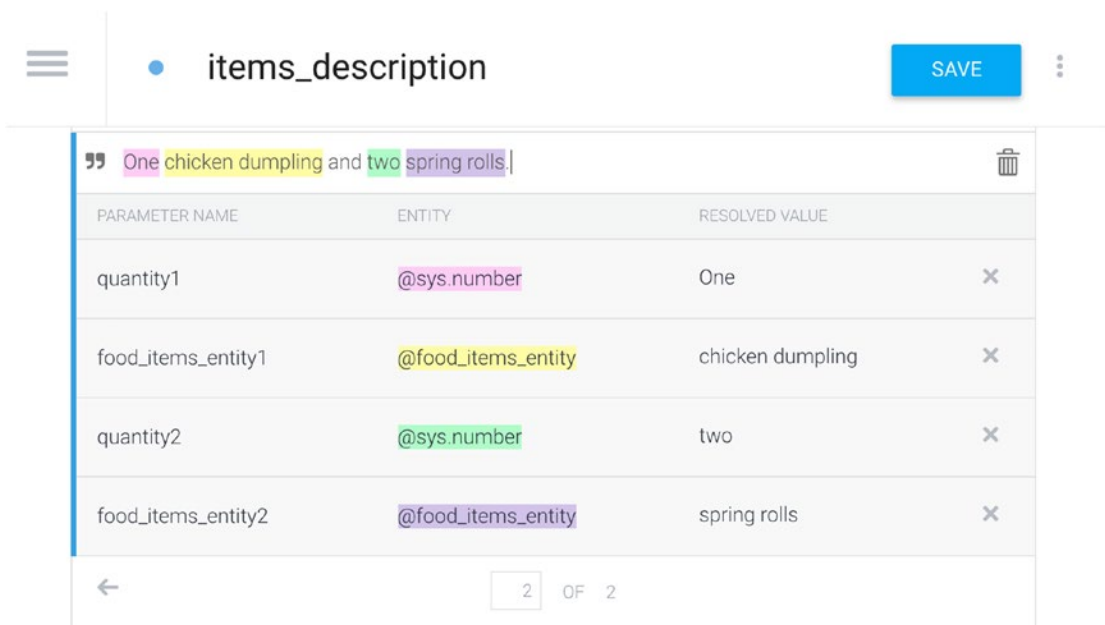 items_description
SAVE
One chicken dumpling and two spring rolls.
PARAMETER NAME ENTITY RESOLVED VALUE
quantity1 @sys.number One
food_items_entity1 @food_items_entity chicken dumpling
quantity2 @sys.number two
food_items_entity2 @food_items_entity spring rolls
2 OF 2